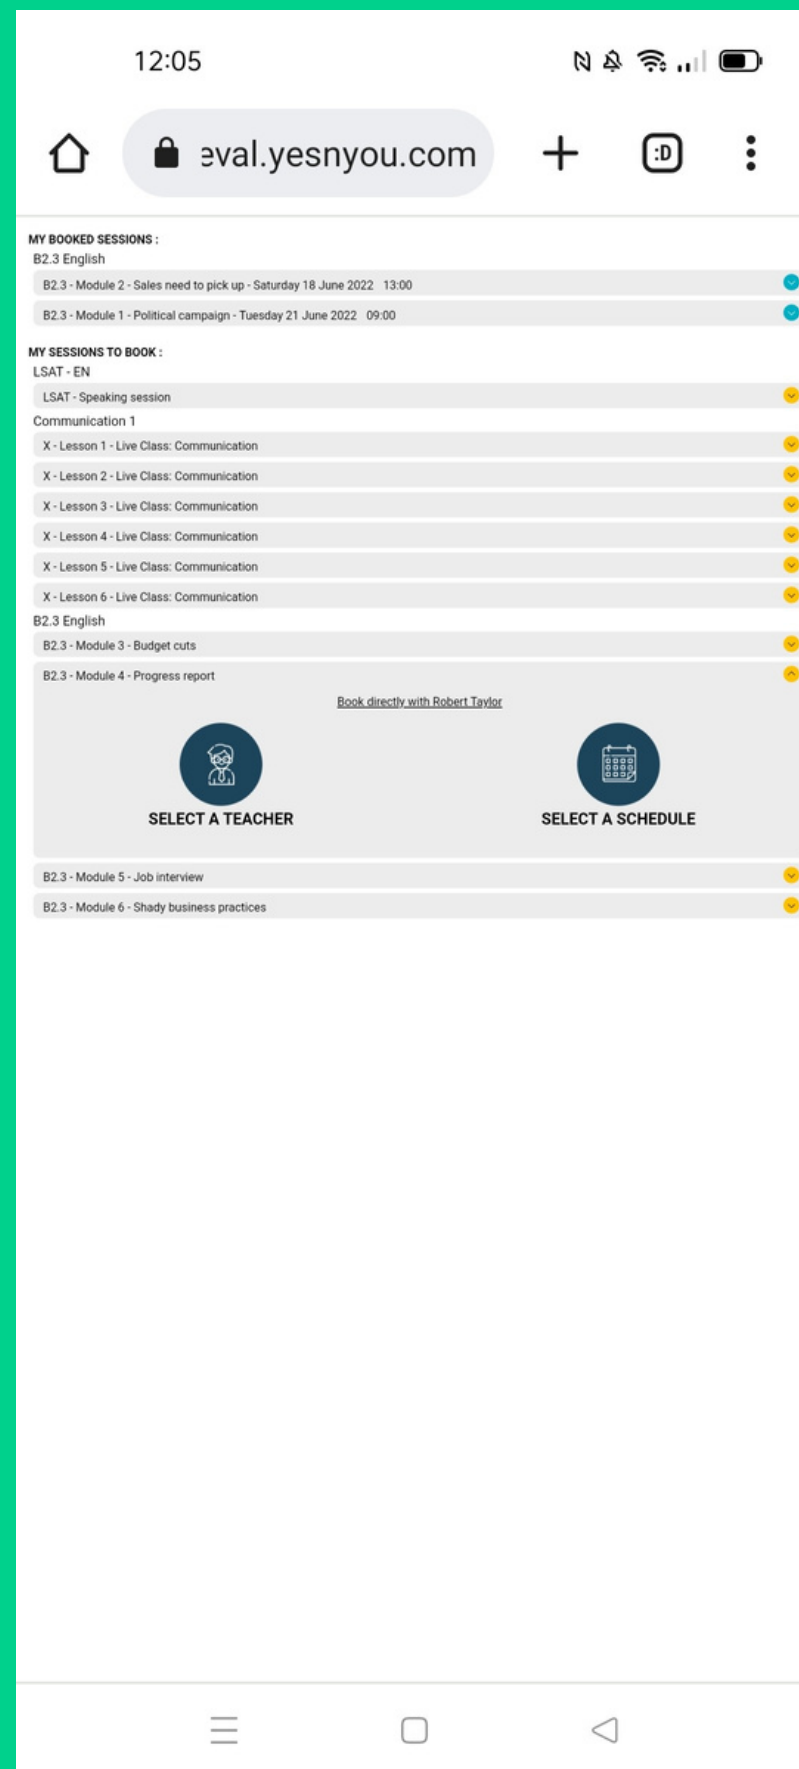 12:05
eval.yesnyou.com
:D
MY BOOKED SESSIONS :
B2.3 English
B2.3 - Module 2 - Sales need to pick up - Saturday 18 June 2022 13:00
B2.3 - Module 1 - Political campaign - Tuesday 21 June 2022 09:00
MY SESSIONS TO BOOK :
LSAT - EN
LSAT - Speaking session
Communication 1
X - Lesson 1 - Live Class: Communication
X - Lesson 2 - Live Class: Communication
X - Lesson 3 - Live Class: Communication
X - Lesson 4 - Live Class: Communication
X - Lesson 5 - Live Class: Communication
X - Lesson 6 - Live Class: Communication
B2.3 English
B2.3 - Module 3 - Budget cuts
B2.3 - Module 4 - Progress report
Book directly with Robert Taylor
SELECT A TEACHER
SELECT A SCHEDULE
B2.3 - Module 5 - Job interview
B2.3 - Module 6 - Shady business practices